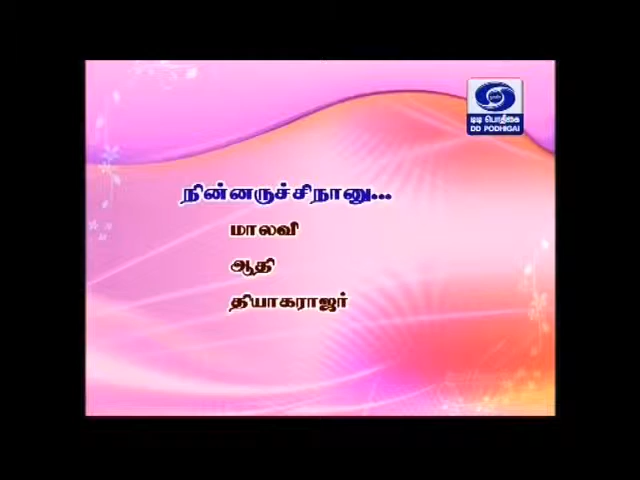 டிடி பொதிகை
DD PODHIGAI
நின்னருச்சிநானு...
மாலவி
ஆதி
தியாகராஜர்